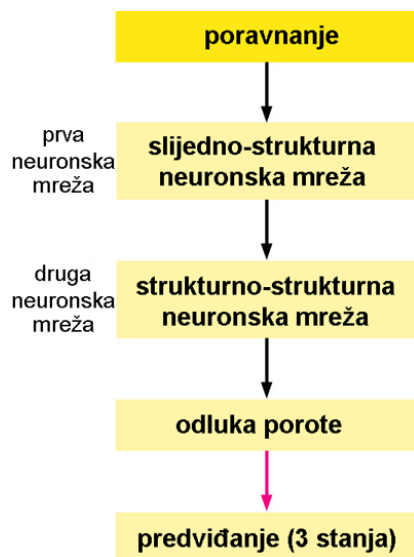 poravnanje
prva
neuronska
mreža
slijedno-strukturna
neuronska mreža
druga
neuronska
mreža
strukturno-strukturna
neuronska mreža
odluka porote
predviđanje (3 stanja)